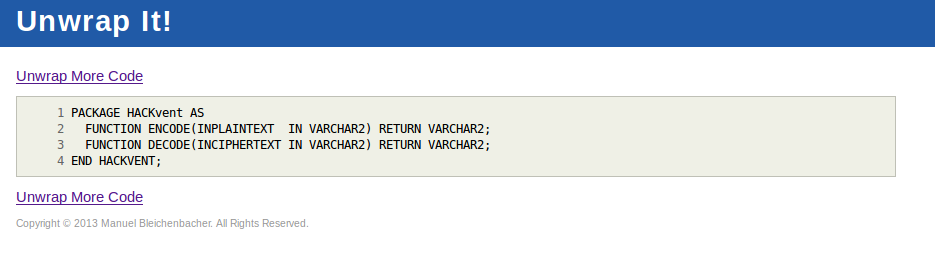 Unwrap It!
Unwrap More Code
1 PACKAGE HACKvent AS
2   FUNCTION ENCODE(INPLAINTEXT  IN VARCHAR2) RETURN VARCHAR2;
3   FUNCTION DECODE(INCIPHERTEXT IN VARCHAR2) RETURN VARCHAR2;
4 END HACKVENT;
Unwrap More Code
Copyright © 2013 Manuel Bleichenbacher. All Rights Reserved.